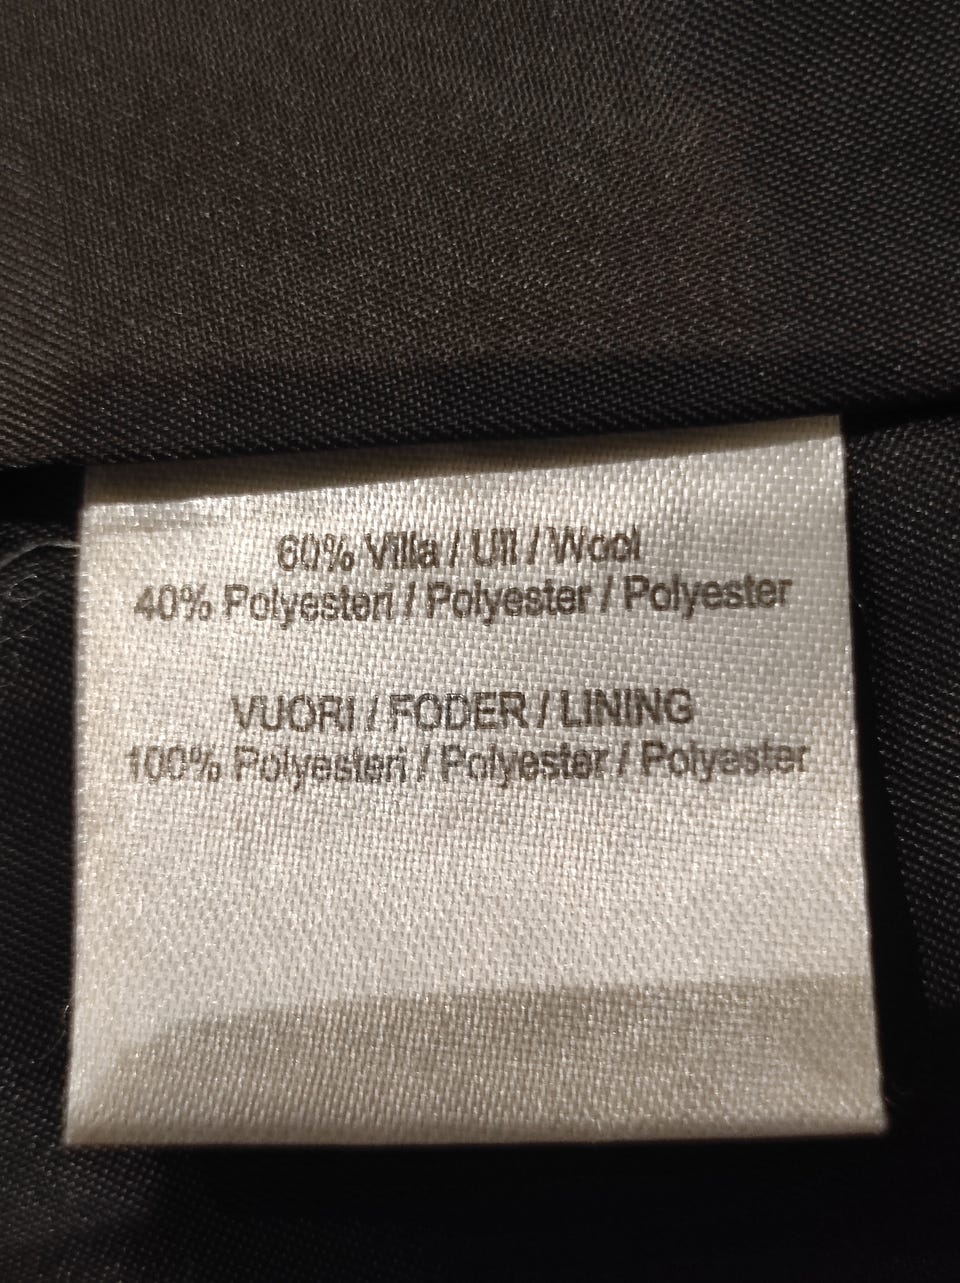 60% Villa / Ull / Wool
40% Polyesteri / Polyester / Polyester
VUORI / FODER / LINING
100% Polyesteri / Polyester / Polyester